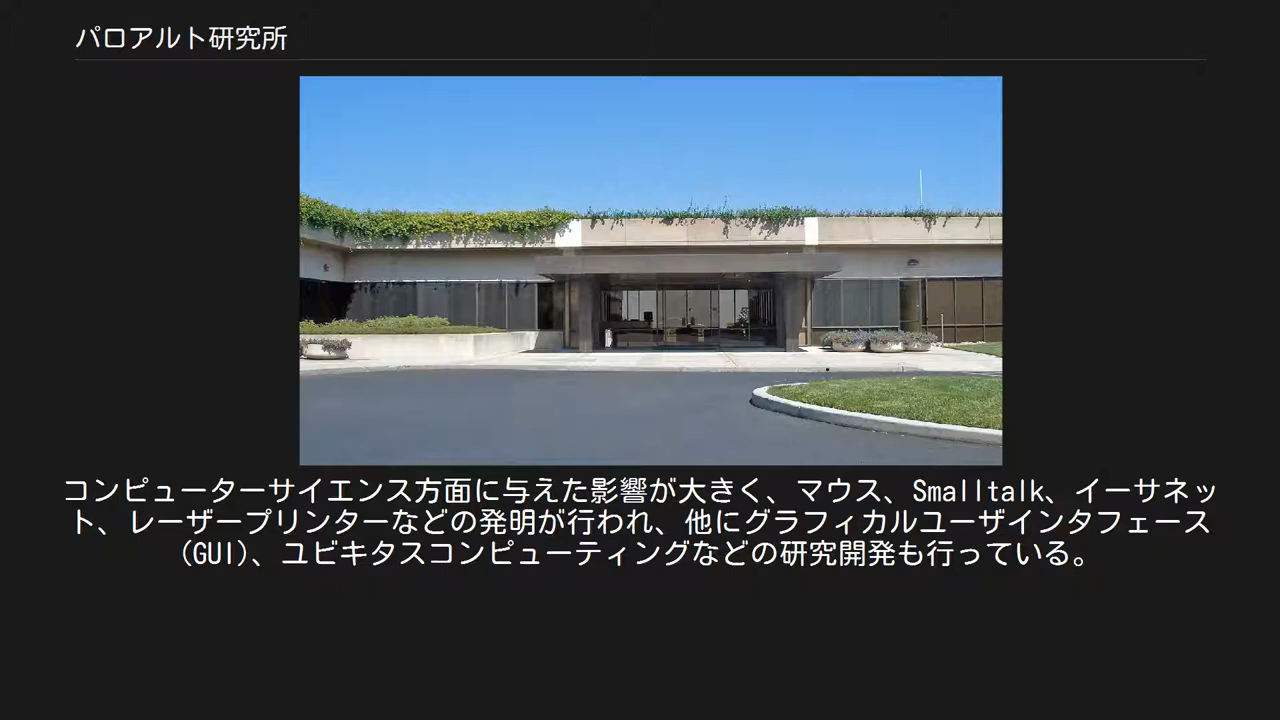 パロアルト研究所
コンピューターサイエンス方面に与えた影響が大きく、マウス、Smalltalk、イーサネッ
ト、レーザープリンターなどの発明が行われ、他にグラフィカルユーザインタフェース
（GUI）、ユビキタスコンピューティングなどの研究開発も行っている。